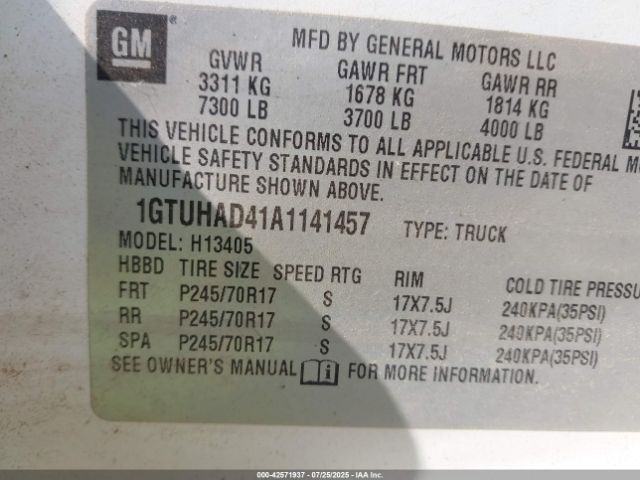 GM
MFD BY GENERAL MOTORS LLC
GVWR GAWR FRT GAWR RR
3311 KG 1678 KG 1814 KG
7300 LB 3700 LB 4000 LB
THIS VEHICLE CONFORMS TO ALL APPLICABLE U.S. FEDERAL
VEHICLE SAFETY STANDARDS IN EFFECT ON THE DATE OF
MANUFACTURE SHOWN ABOVE.
1GTUHAD41A1141457 TYPE: TRUCK
MODEL: H13405
HBBD TIRE SIZE SPEED RTG RIM COLD TIRE PRESSU
FRT P245/70R17 S 17X7.5J 240KPA(35PSI)
RR P245/70R17 S 17X7.5J 240KPA(35PSI)
SPA P245/70R17 S 17X7.5J 240KPA(35PSI)
SEE OWNER'S MANUAL FOR MORE INFORMATION.
000-42571937 - 07/25/2025 - IAAI.COM